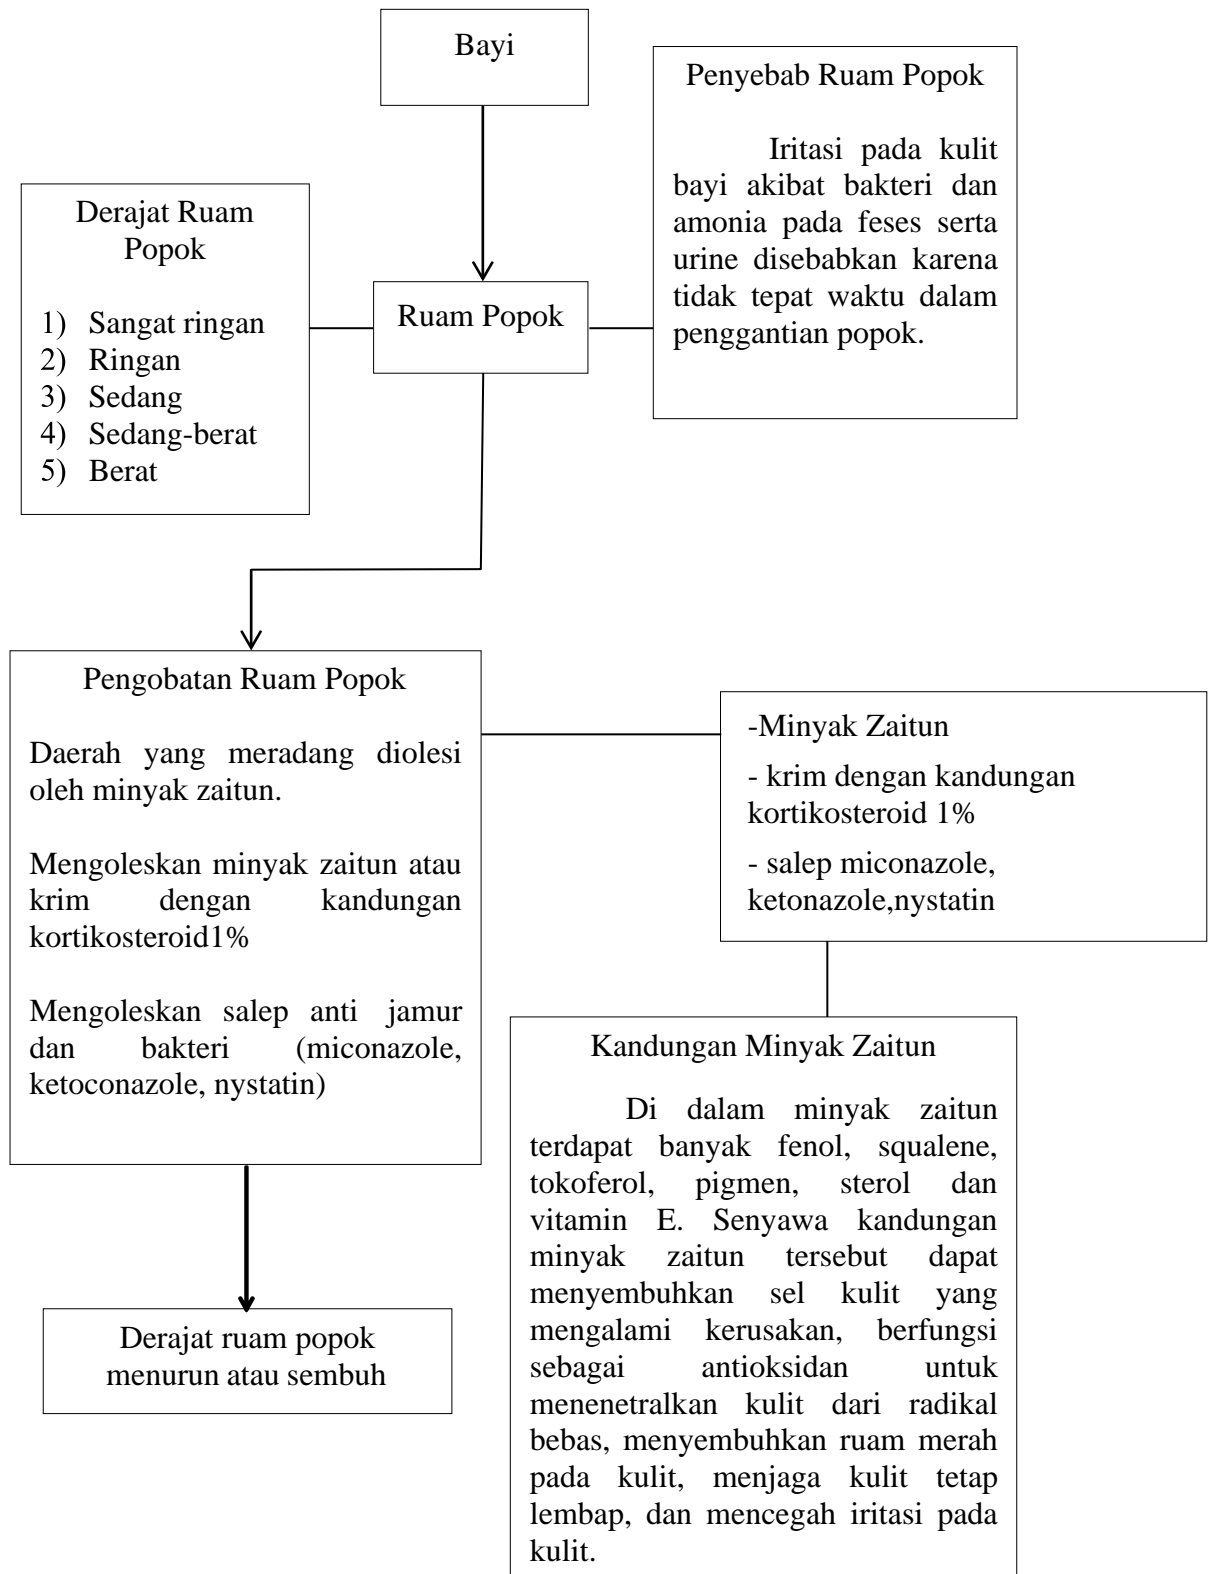 Bayi
Penyebab Ruam Popok
Iritasi pada kulit
bayi akibat bakteri dan
amonia pada feses serta
urine disebabkan karena
tidak tepat waktu dalam
penggantian popok.
Derajat Ruam
Popok
1) Sangat ringan
2) Ringan
3) Sedang
4) Sedang-berat
5) Berat
Ruam Popok
Pengobatan Ruam Popok
Daerah yang meradang diolesi
oleh minyak zaitun.
Mengoleskan minyak zaitun atau
krim dengan kandungan
kortikosteroid1%
Mengoleskan salep anti jamur
dan bakteri (miconazole,
ketoconazole, nystatin)
-Minyak Zaitun
- krim dengan kandungan
kortikosteroid 1%
- salep miconazole,
ketonazole,nystatin
Kandungan Minyak Zaitun
Di dalam minyak zaitun
terdapat banyak fenol, squalene,
tokoferol, pigmen, sterol dan
vitamin E. Senyawa kandungan
minyak zaitun tersebut dapat
menyembuhkan sel kulit yang
mengalami kerusakan, berfungsi
sebagai antioksidan untuk
menenetralkan kulit dari radikal
bebas, menyembuhkan ruam merah
pada kulit, menjaga kulit tetap
lembap, dan mencegah iritasi pada
kulit.
Derajat ruam popok
menurun atau sembuh